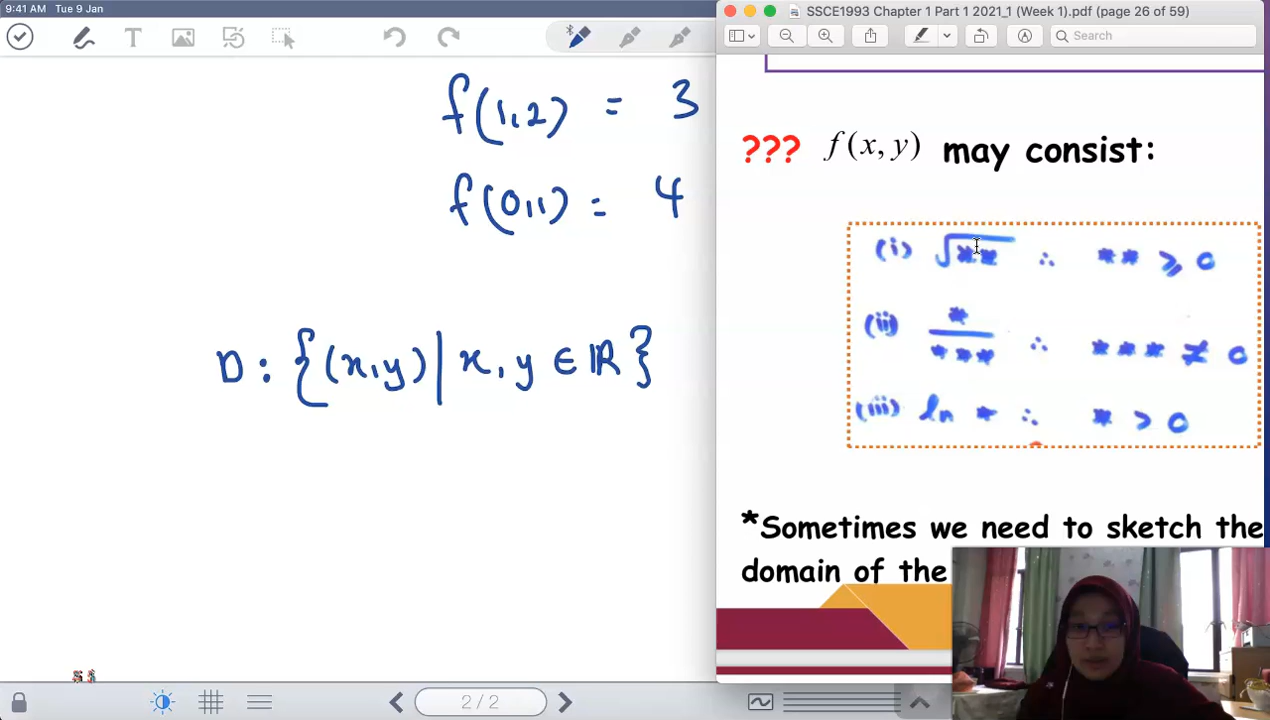 9:41 AM Tue 9 Jan
SSCE1993 Chapter 1 Part 1 2021_1 (Week 1).pdf (page 26 of 59)
T
Search
f(1,2) = 3
f(0,1) = 4
D : {(x,y) | x, y ∈ ℝ}
2 / 2
??? f(x, y) may consist:
(i) √** ∴ ** ≥ 0
(ii) */*** ∴ *** ≠ 0
(iii) ln * ∴ * > 0
*Sometimes we need to sketch the
domain of the